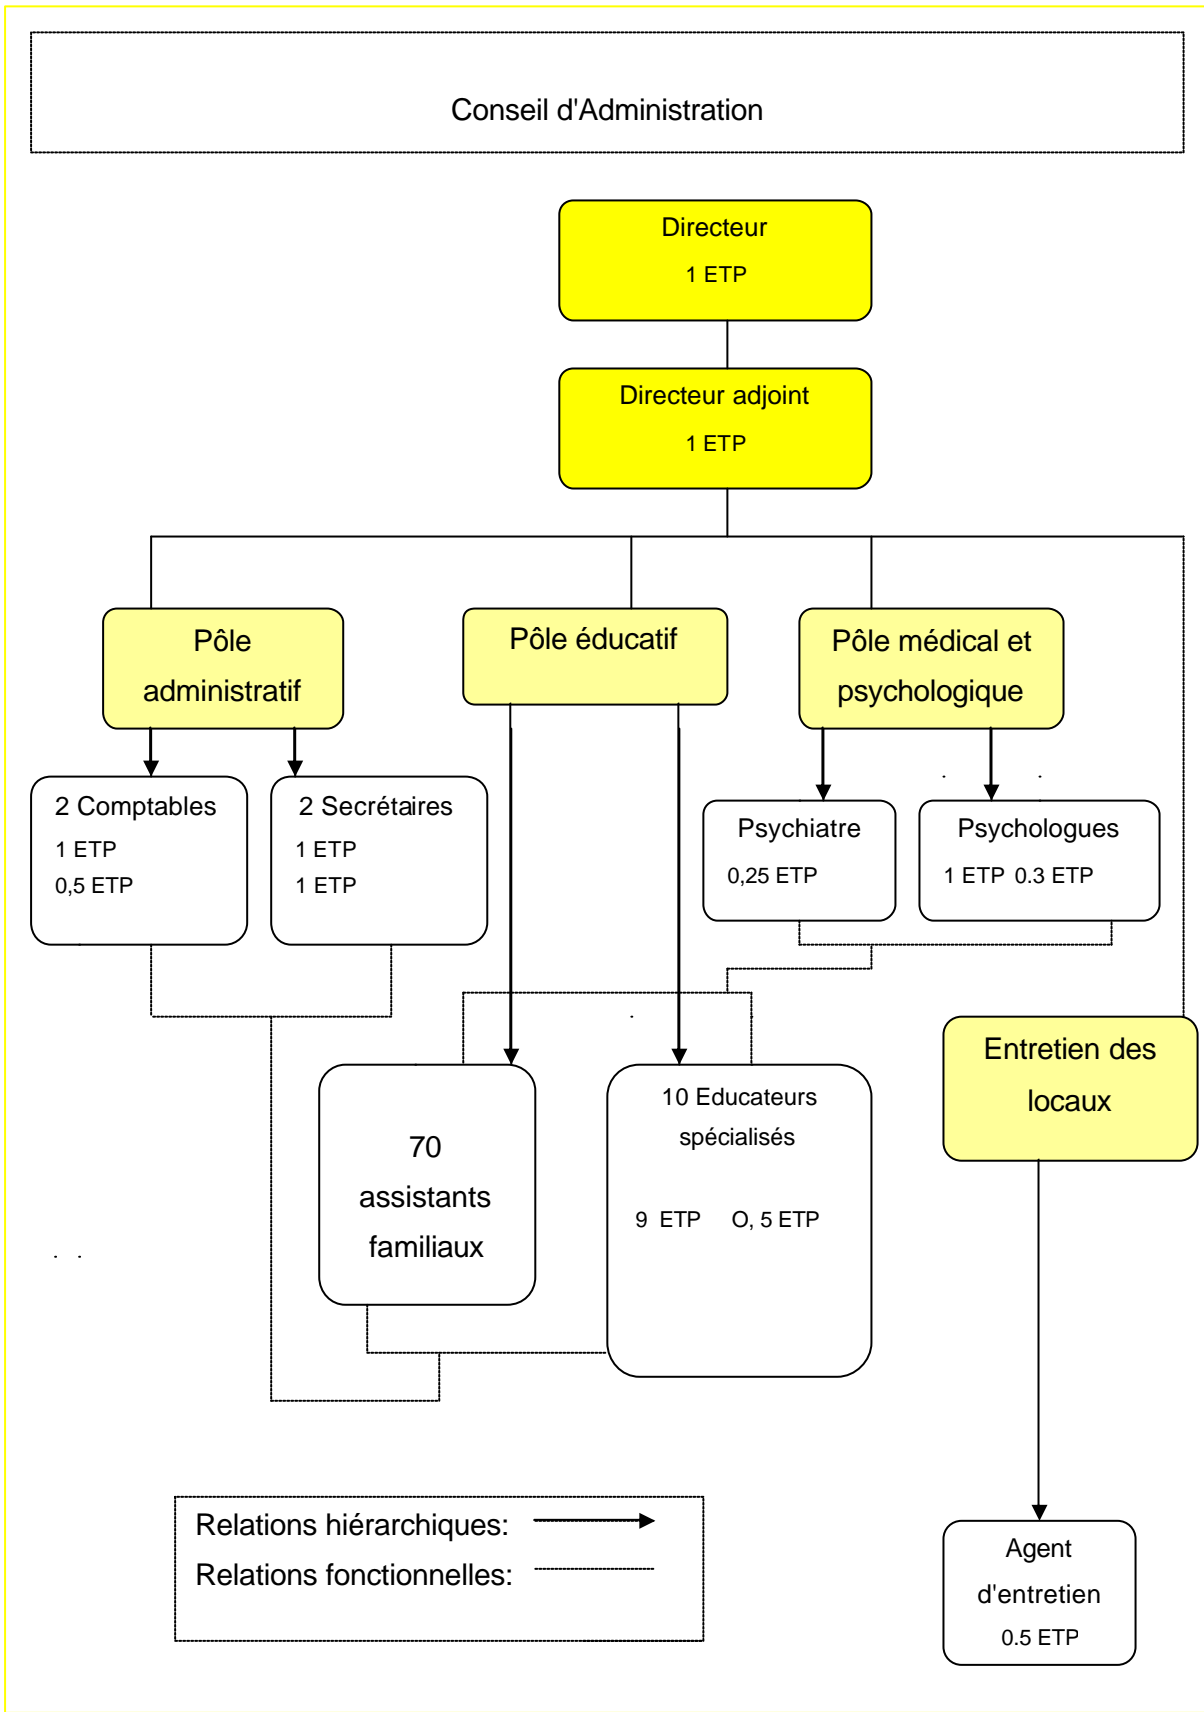 Conseil d'Administration
Directeur
1 ETP
Directeur adjoint
1 ETP
Pôle
administratif
Pôle éducatif
Pôle médical et
psychologique
2 Comptables
1 ETP
0,5 ETP
2 Secrétaires
1 ETP
1 ETP
Psychiatre
0,25 ETP
Psychologues
1 ETP 0.3 ETP
Entretien des
locaux
70
assistants
familiaux
10 Educateurs
spécialisés
9 ETP O, 5 ETP
Relations hiérarchiques:
Relations fonctionnelles:
Agent
d'entretien
0.5 ETP